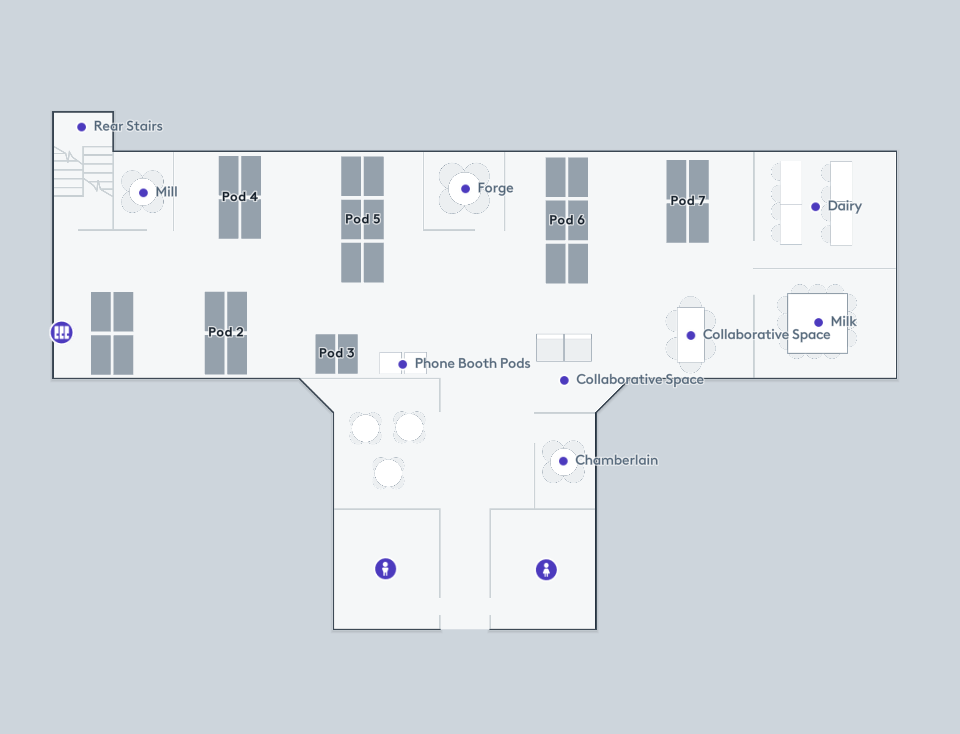 Rear Stairs
Mill
Pod 4
Pod 5
Forge
Pod 6
Pod 7
Dairy
Pod 2
Pod 3
Phone Booth Pods
Collaborative Space
Milk
Collaborative Space
Chamberlain